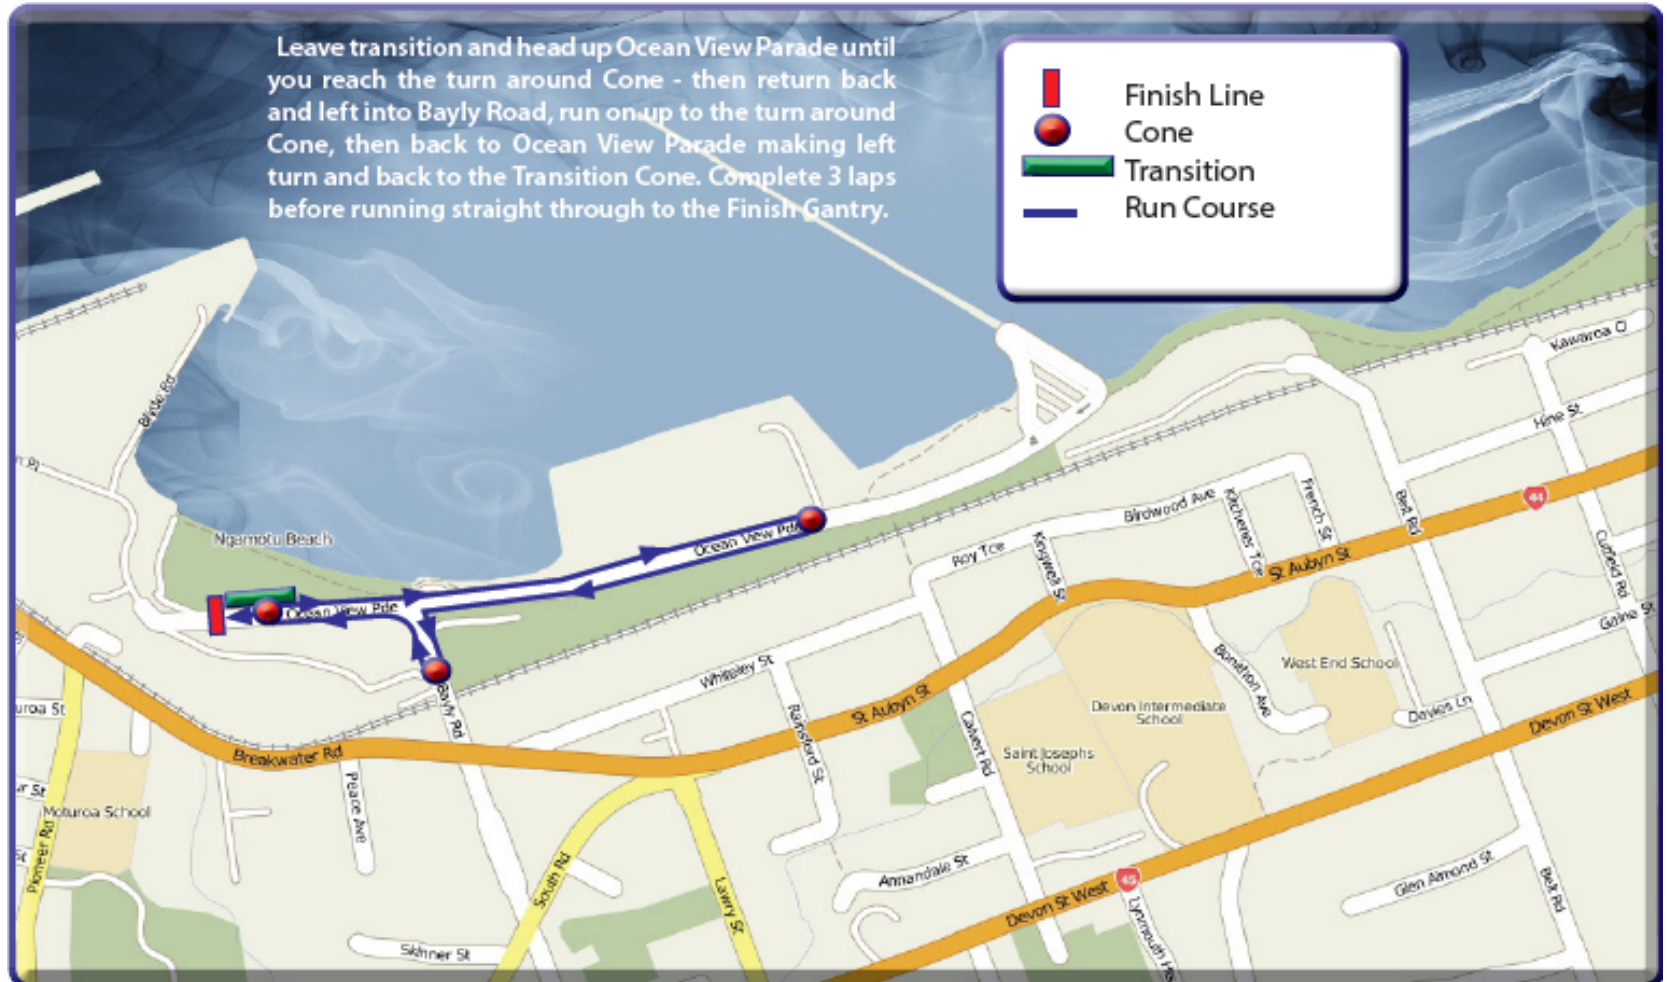 Leave transition and head up Ocean View Parade until
you reach the turn around Cone - then return back
and left into Bayly Road, run on up to the turn around
Cone, then back to Ocean View Parade making left
turn and back to the Transition Cone. Complete 3 laps
before running straight through to the Finish Gantry.
Finish Line
Cone
Transition
Run Course
Kawaroa
Hine St
Blyde Rd
44
Belt Rd
French St
Birdwood Ave
Kitchener Tce
Cutfield Rd
Ngamotu Beach
Ocean View Pde
Roy Tce
Kingwell St
St Aubyn St
Ocean View Pde
Gaine St
Whiteley St
Bonithon Ave
West End School
Bayly Rd
St Aubyn St
Rainsford St
Calvert Rd
Devon Intermediate
School
Davies Ln
Devon St West
Breakwater Rd
Saint Josephs
School
Peace Ave
Moturoa School
Pioneer Rd
South Rd
Lawry St
Annandale St
45
Devon St West
Glen Almond St
Belt Rd
Lynmouth
Skinner St